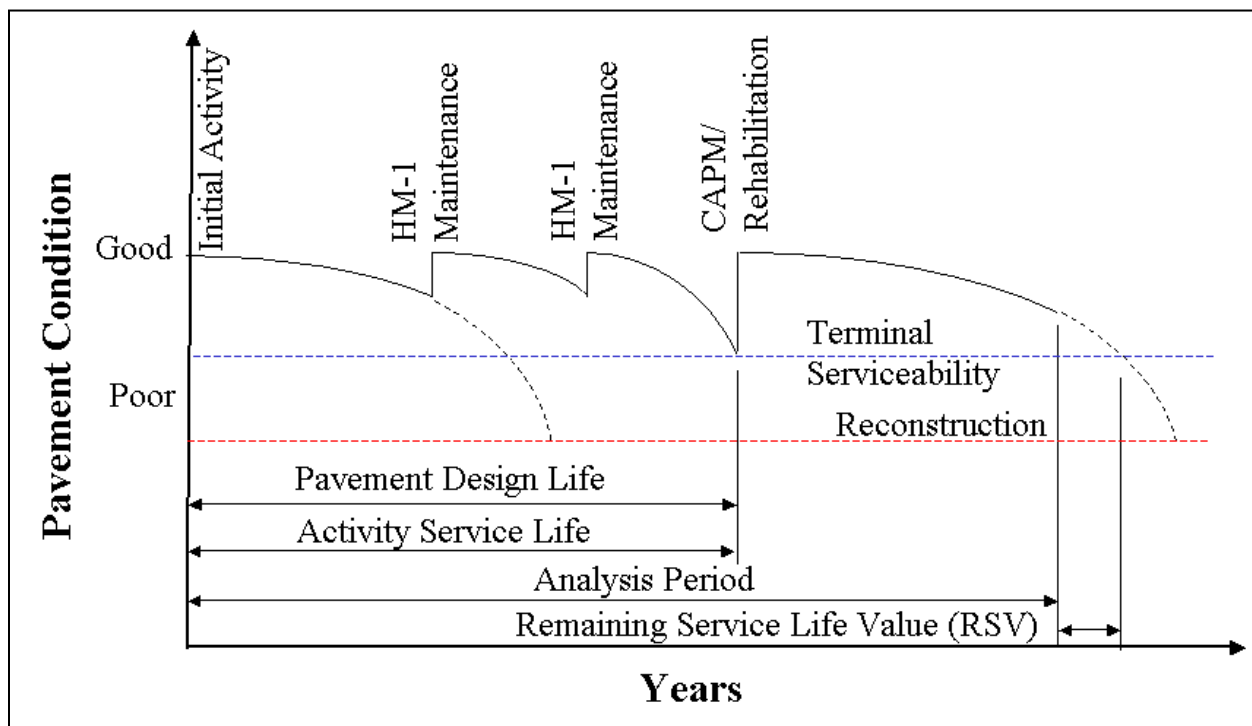 Initial Activity
HM-1
Maintenance
HM-1
Maintenance
CAPM/
Rehabilitation
Pavement Condition
Good
Poor
Terminal
Serviceability
Reconstruction
Pavement Design Life
Activity Service Life
Analysis Period
Remaining Service Life Value (RSV)
Years